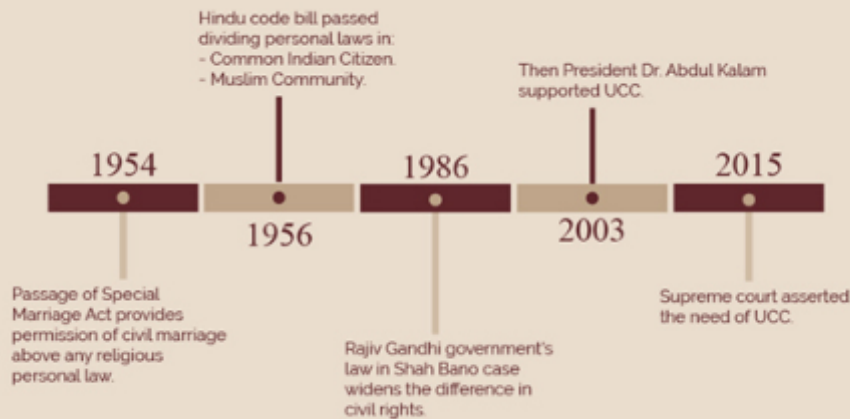 1954
Passage of Special
Marriage Act provides
permission of civil marriage
above any religious
personal law.
Hindu code bill passed
dividing personal laws in:
- Common Indian Citizen.
- Muslim Community.
1956
1986
Rajiv Gandhi government's
law in Shah Bano case
widens the difference in
civil rights.
Then President Dr. Abdul Kalam
supported UCC.
2003
2015
Supreme court asserted
the need of UCC.